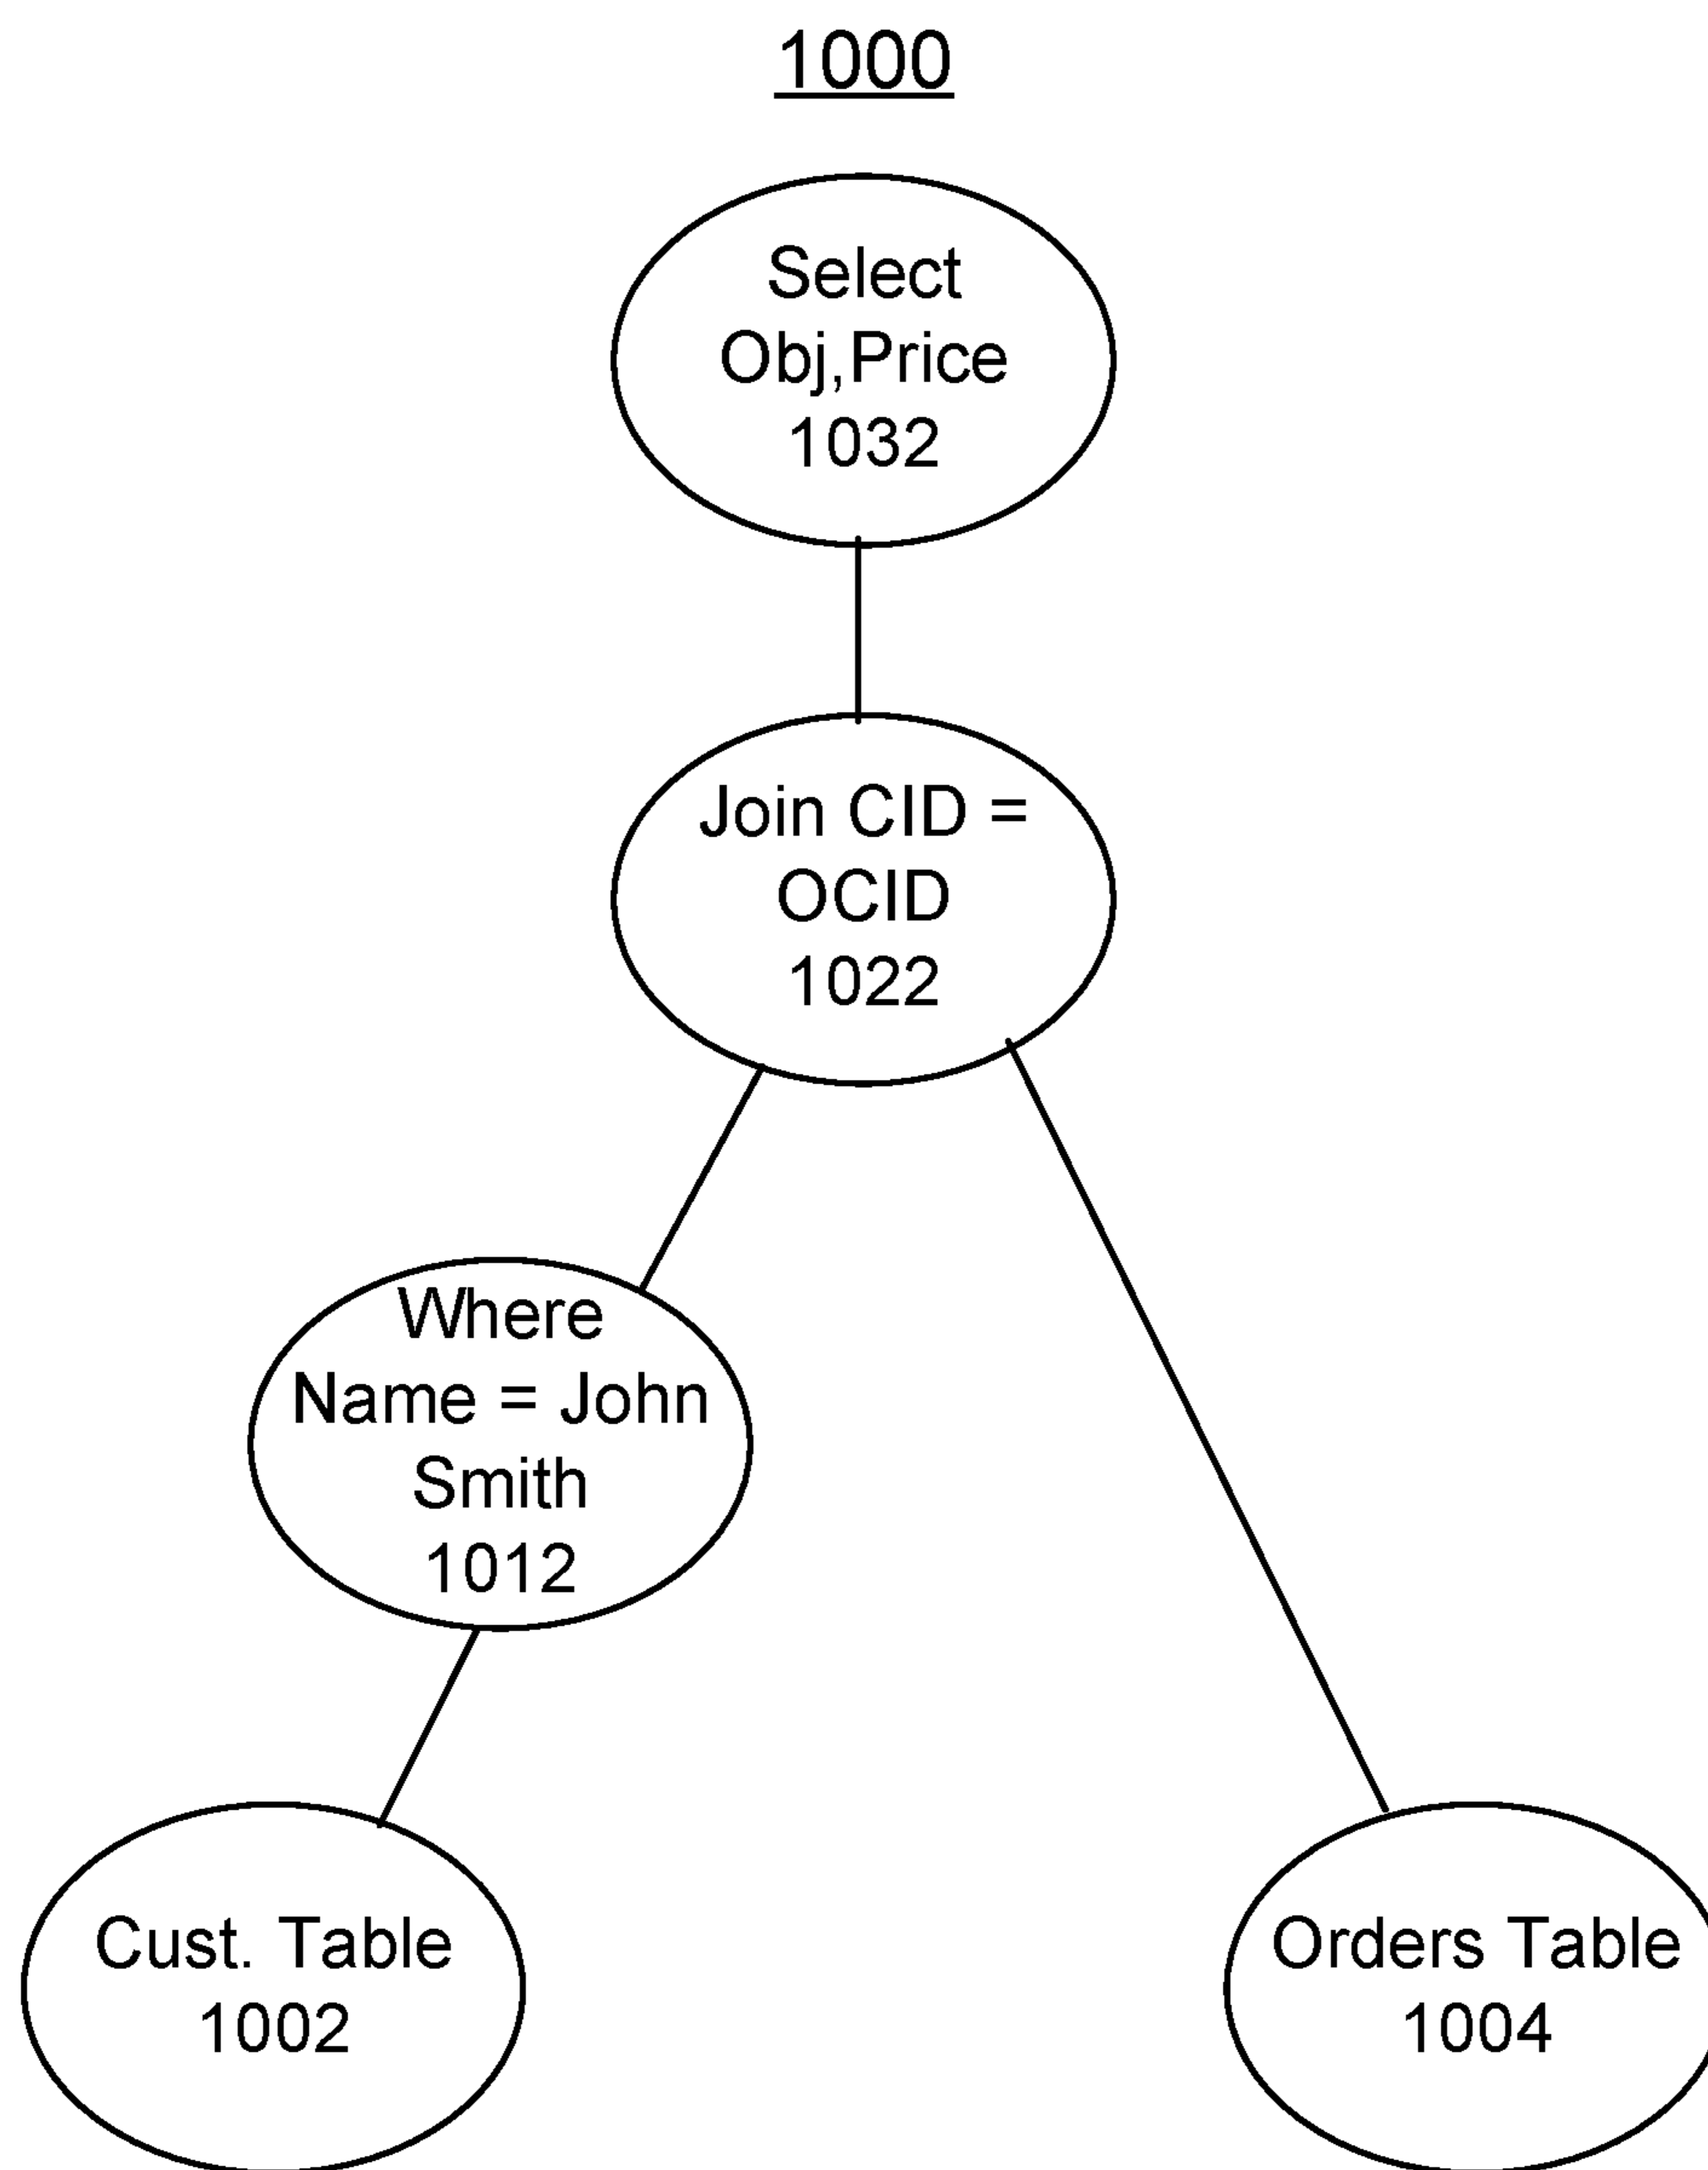 1000
Select
Obj,Price
1032
Join CID =
OCID
1022
Where
Name = John
Smith
1012
Cust. Table
1002
Orders Table
1004